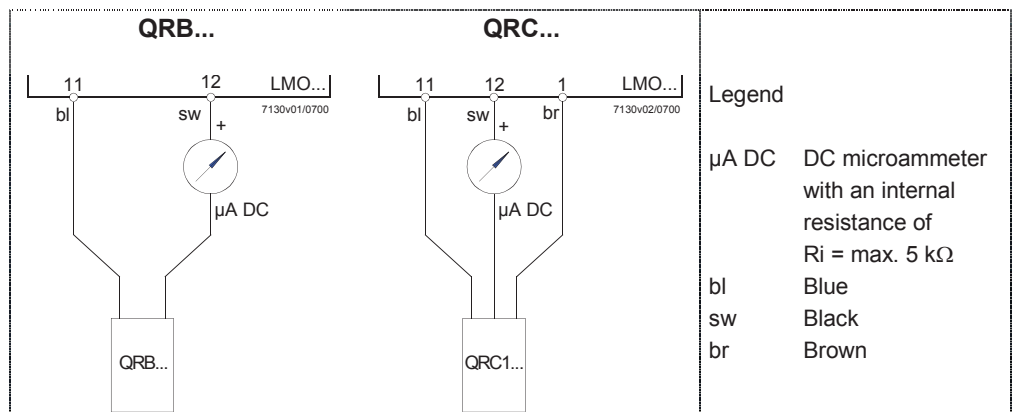 QRB...
11
12
LMO...
bl
sw
7130v01/0700
+
µA DC
QRB...
QRC...
11
12
1
LMO...
bl
sw
br
7130v02/0700
+
µA DC
QRC1...
Legend
µA DC DC microammeter
with an internal
resistance of
Ri = max. 5 kΩ
bl Blue
sw Black
br Brown